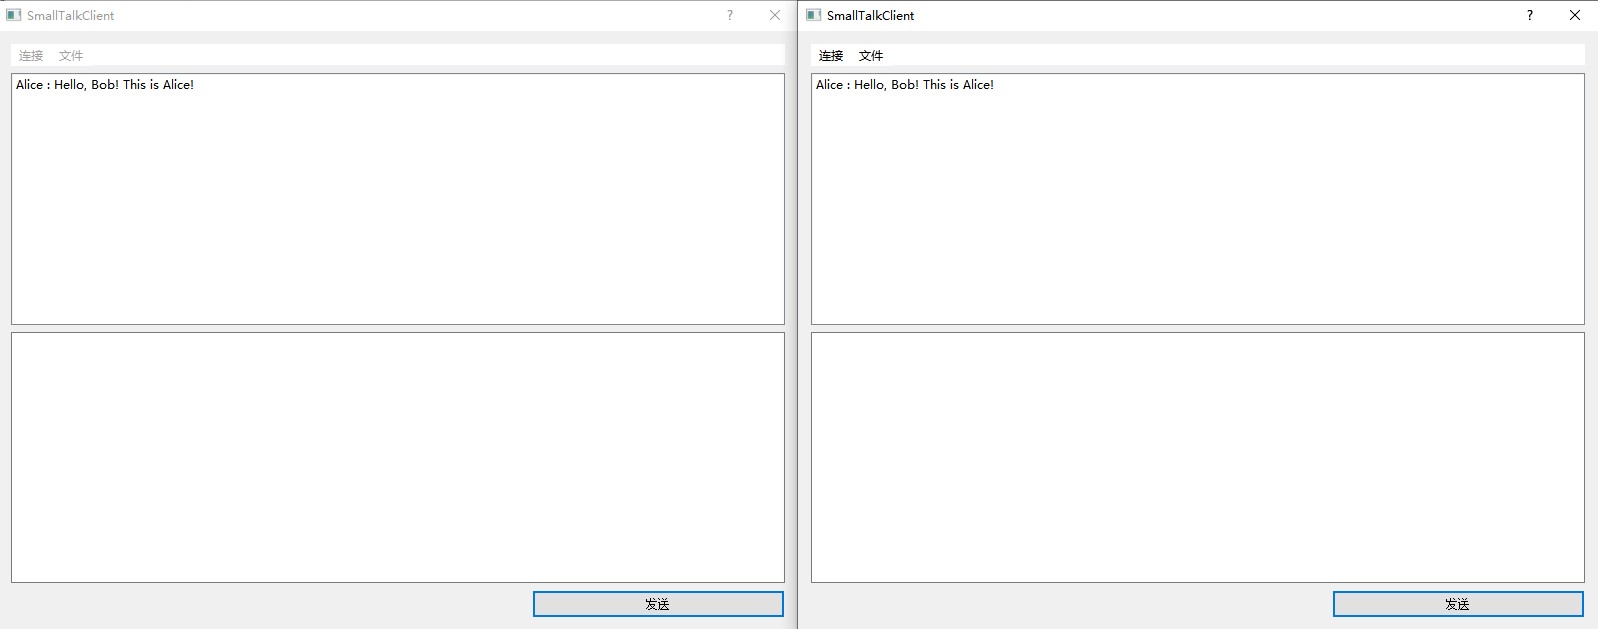 SmallTalkClient
?
连接 文件
Alice : Hello, Bob! This is Alice!
发送
SmallTalkClient
?
连接 文件
Alice : Hello, Bob! This is Alice!
发送